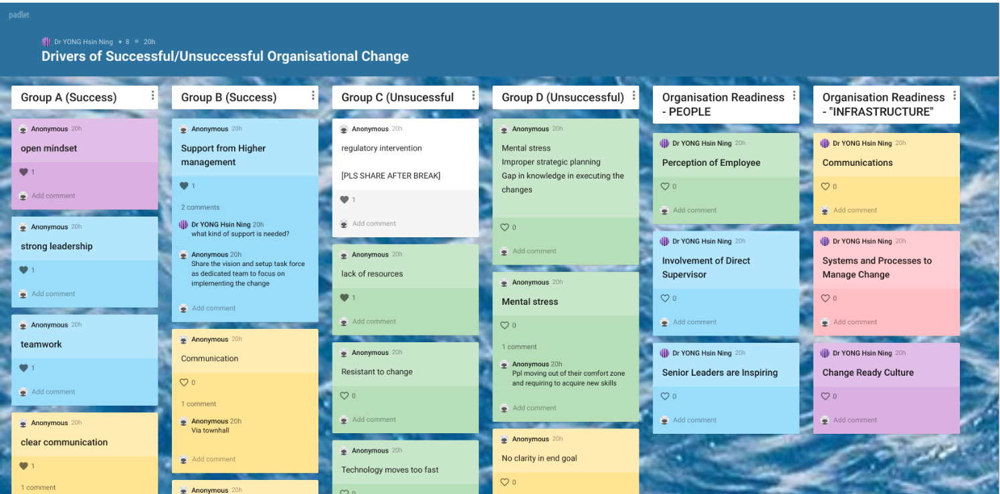 padlet
Dr YONG Hsin Ning + 8 • 20h
Drivers of Successful/Unsuccessful Organisational Change
Group A (Success)
Anonymous 20h
open mindset
1
Add comment
Anonymous 20h
strong leadership
1
Add comment
Anonymous 20h
teamwork
1
Add comment
Anonymous 20h
clear communication
1
1 comment
Group B (Success)
Anonymous 20h
Support from Higher
management
1
2 comments
Dr YONG Hsin Ning 20h
what kind of support is needed?
Anonymous 20h
Share the vision and setup task force
as dedicated team to focus on
implementing the change
Add comment
Anonymous 20h
Communication
0
1 comment
Anonymous 20h
Via townhall
Add comment
Anonymous 20h
Group C (Unsucessful
Anonymous 20h
regulatory intervention
[PLS SHARE AFTER BREAK]
1
Add comment
Anonymous 20h
lack of resources
1
Add comment
Anonymous 20h
Resistant to change
0
Add comment
Anonymous 20h
Technology moves too fast
0
Group D (Unsuccessful)
Anonymous 20h
Mental stress
Improper strategic planning
Gap in knowledge in executing the
changes
0
Add comment
Anonymous 20h
Mental stress
0
1 comment
Anonymous 20h
Ppl moving out of their comfort zone
and requiring to acquire new skills
Add comment
Anonymous 20h
No clarity in end goal
0
Organisation Readiness
- PEOPLE
Dr YONG Hsin Ning 20h
Perception of Employee
0
Add comment
Dr YONG Hsin Ning 20h
Involvement of Direct
Supervisor
0
Add comment
Dr YONG Hsin Ning 20h
Senior Leaders are Inspiring
0
Add comment
Organisation Readiness
- "INFRASTRUCTURE"
Dr YONG Hsin Ning 20h
Communications
0
Add comment
Dr YONG Hsin Ning 20h
Systems and Processes to
Manage Change
0
Add comment
Dr YONG Hsin Ning 20h
Change Ready Culture
0
Add comment